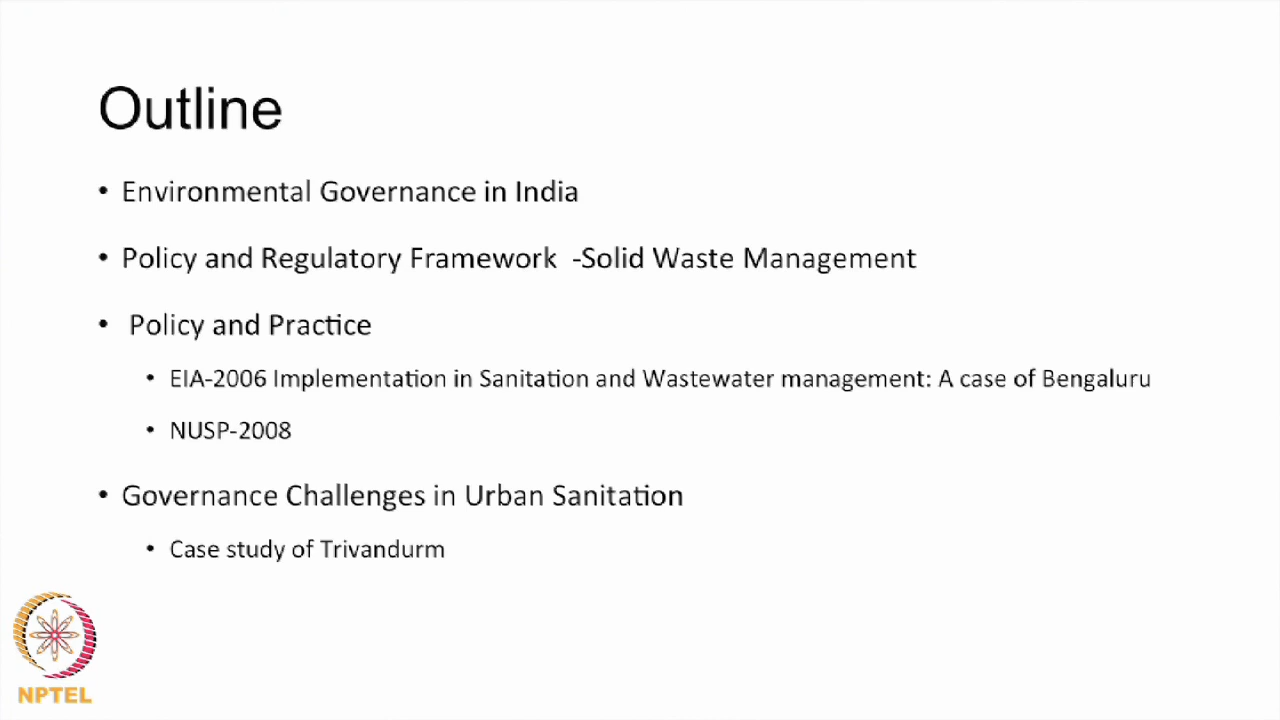 Outline
• Environmental Governance in India
• Policy and Regulatory Framework -Solid Waste Management
• Policy and Practice
• EIA-2006 Implementation in Sanitation and Wastewater management: A case of Bengaluru
• NUSP-2008
• Governance Challenges in Urban Sanitation
• Case study of Trivandurm
NPTEL